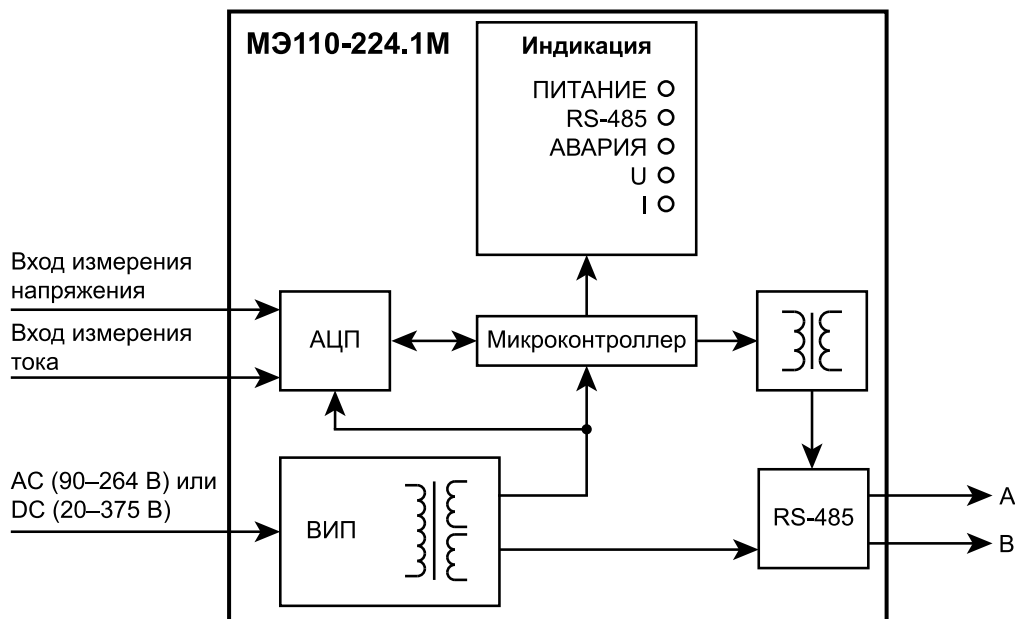 МЭ110-224.1М
Индикация
ПИТАНИЕ
RS-485
АВАРИЯ
U
I
Вход измерения
напряжения
Вход измерения
тока
АЦП
Микроконтроллер
AC (90–264 В) или
DC (20–375 В)
ВИП
RS-485
A
B